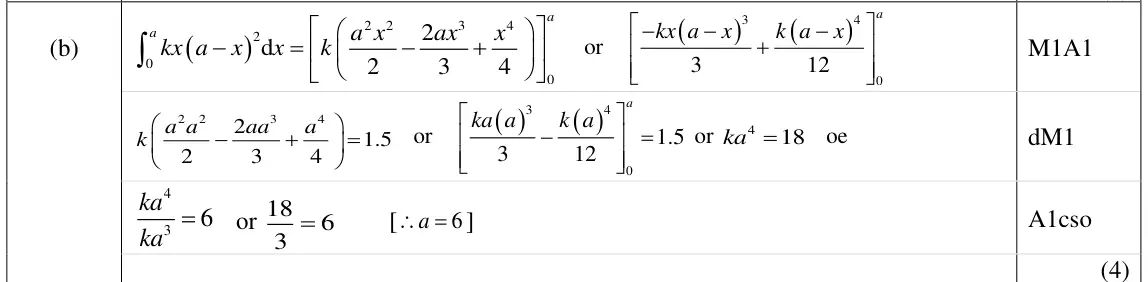 (b) ∫₀ᵃ kx(a − x)² dx = [k(a²x²/2 − 2ax³/3 + x⁴/4)]₀ᵃ or [−kx(a − x)³/3 + k(a − x)⁴/12]₀ᵃ M1A1
k(a²a²/2 − 2aa³/3 + a⁴/4) = 1.5 or [ka(a)³/3 − k(a)⁴/12]₀ᵃ = 1.5 or ka⁴ = 18 oe dM1
ka⁴/ka³ = 6 or 18/3 = 6 [∴ a = 6] A1cso
(4)